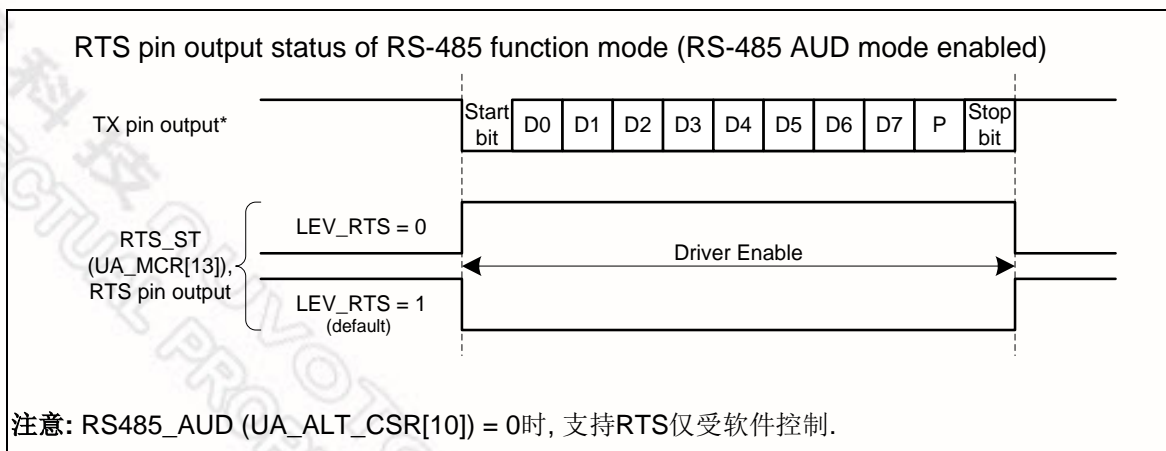 RTS pin output status of RS-485 function mode (RS-485 AUD mode enabled)
TX pin output*
Start bit
D0
D1
D2
D3
D4
D5
D6
D7
P
Stop bit
RTS_ST
(UA_MCR[13]),
RTS pin output
LEV_RTS = 0
Driver Enable
LEV_RTS = 1
(default)
注意: RS485_AUD (UA_ALT_CSR[10]) = 0时, 支持RTS仅受软件控制.